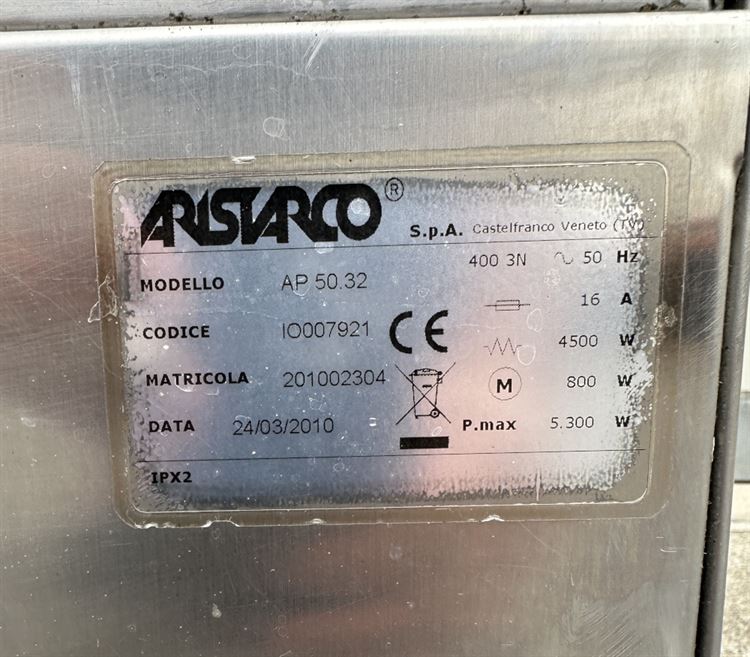 ARISTARCO® S.p.A. Castelfranco Veneto (TV)
400 3N ~ 50 Hz
MODELLO AP 50.32
16 A
CODICE IO007921 CE
4500 W
MATRICOLA 201002304
M 800 W
DATA 24/03/2010 P.max 5.300 W
IPX2